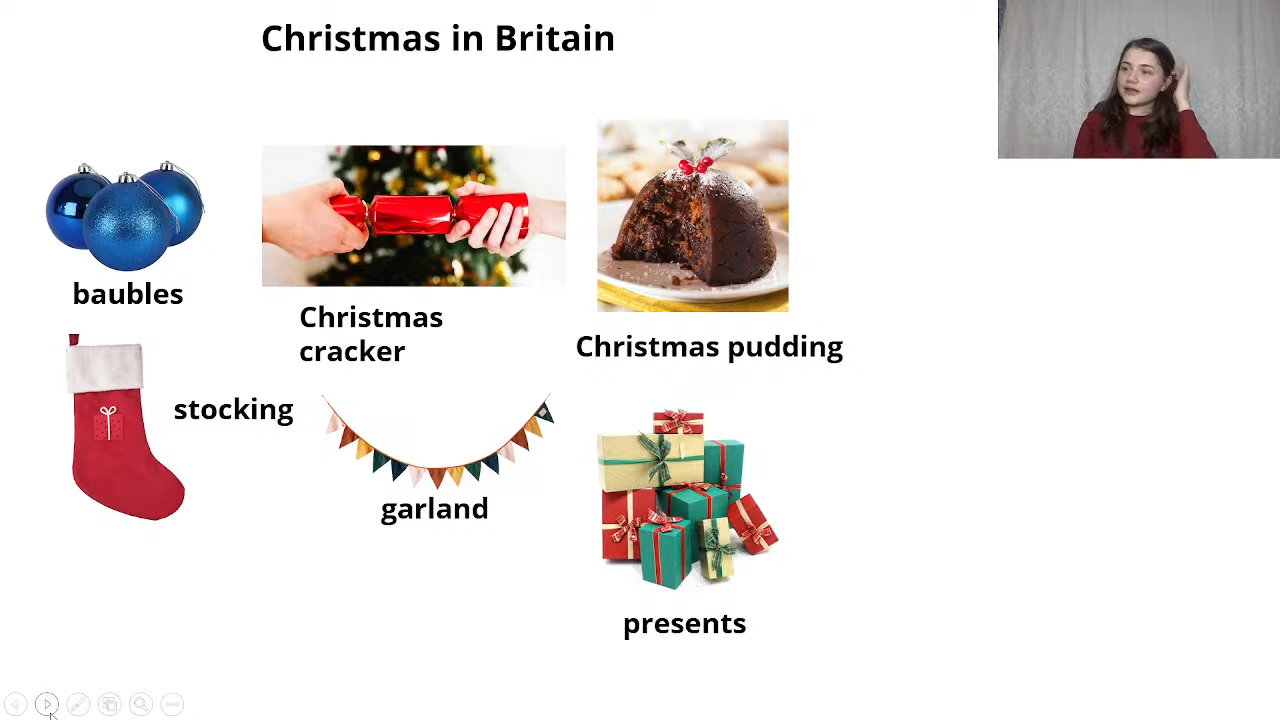 Christmas in Britain
baubles
Christmas
cracker
Christmas pudding
stocking
garland
presents